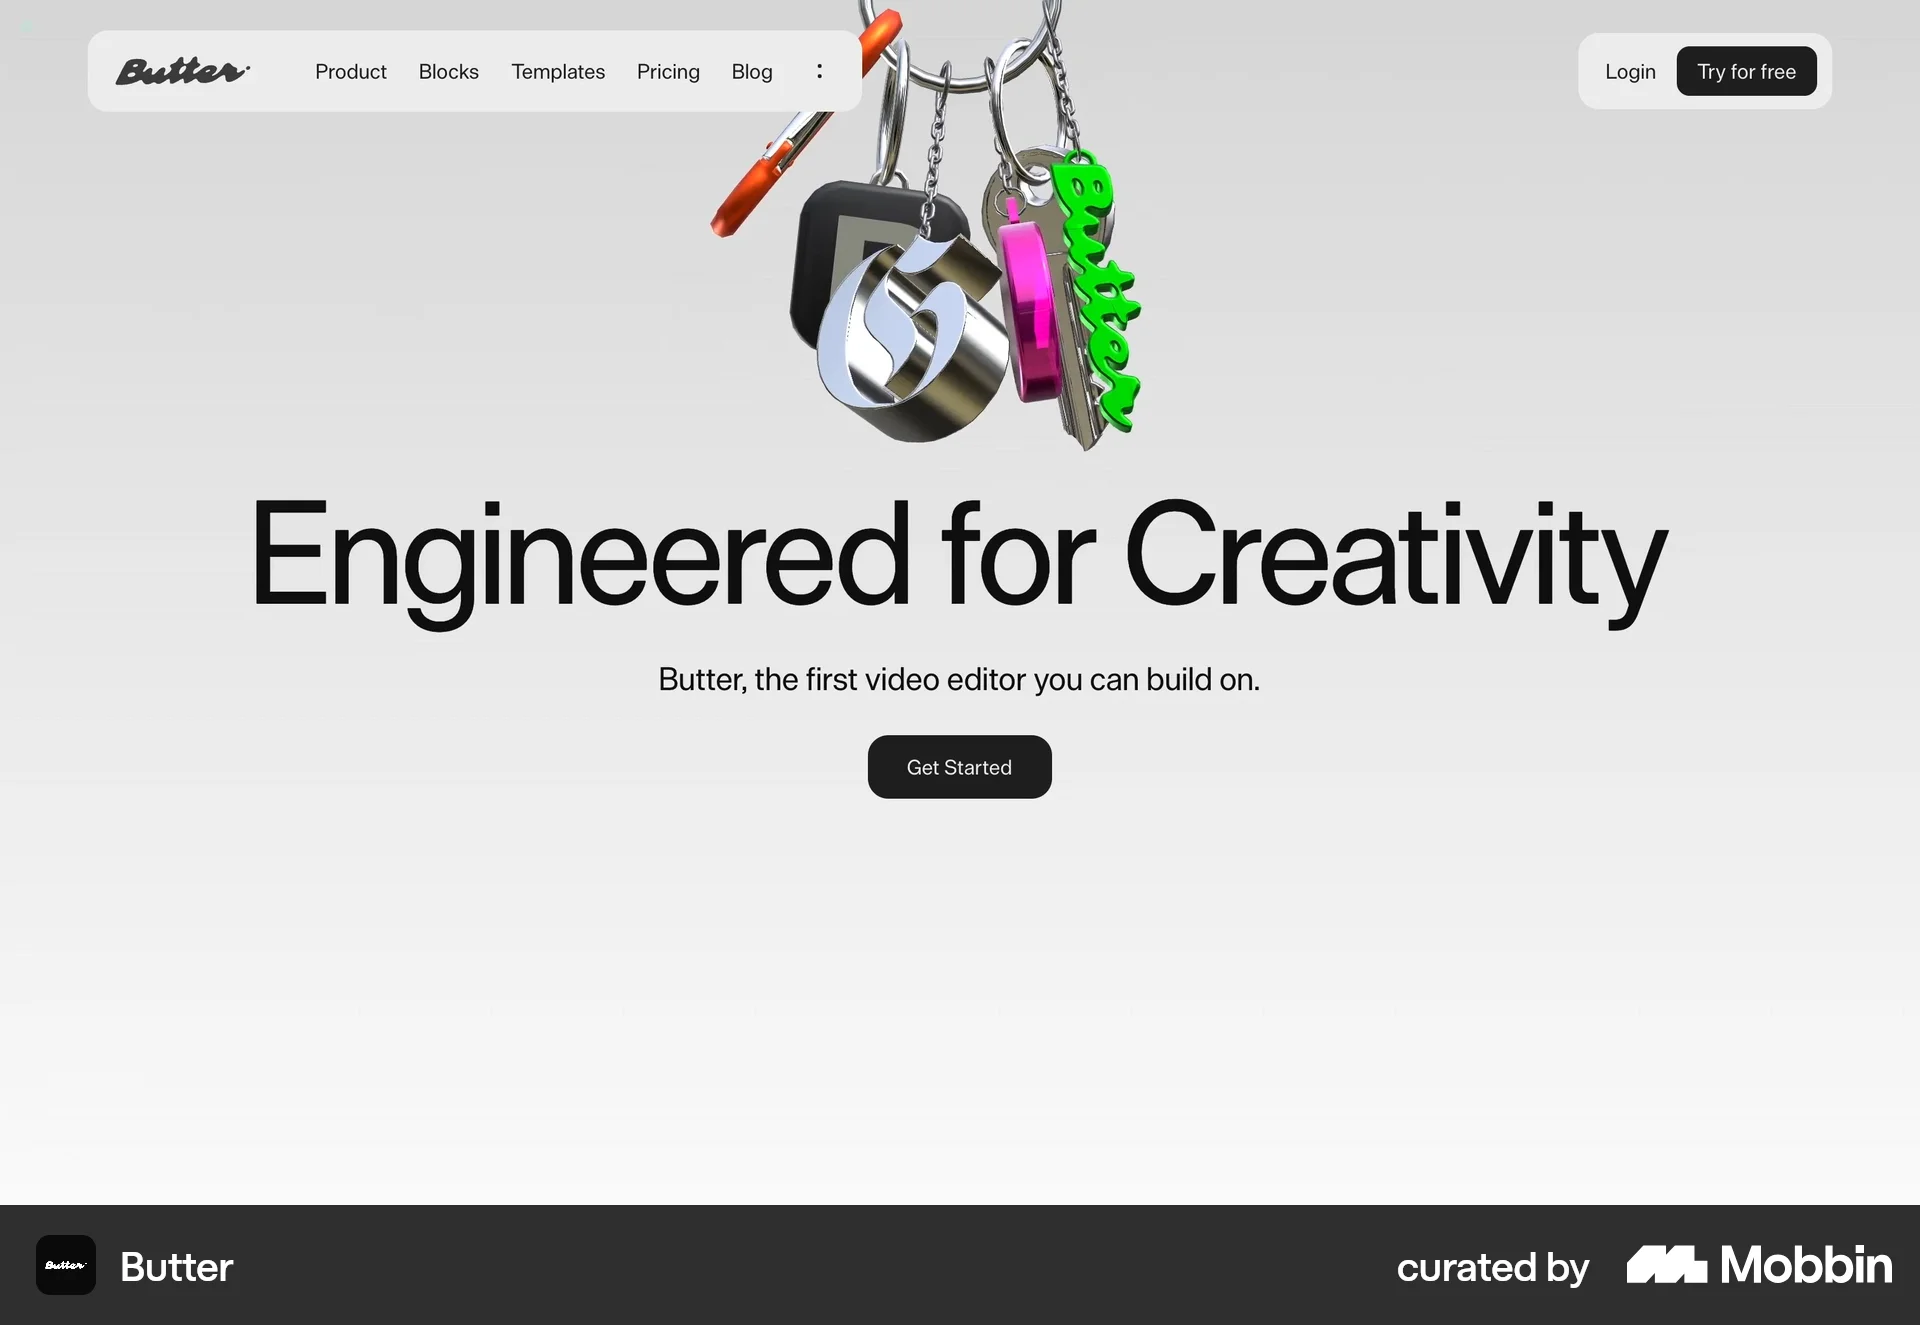 Butter
Product
Blocks
Templates
Pricing
Blog
Login
Try for free
Butter
Engineered for Creativity
Butter, the first video editor you can build on.
Get Started
Butter
Butter
curated by
Mobbin